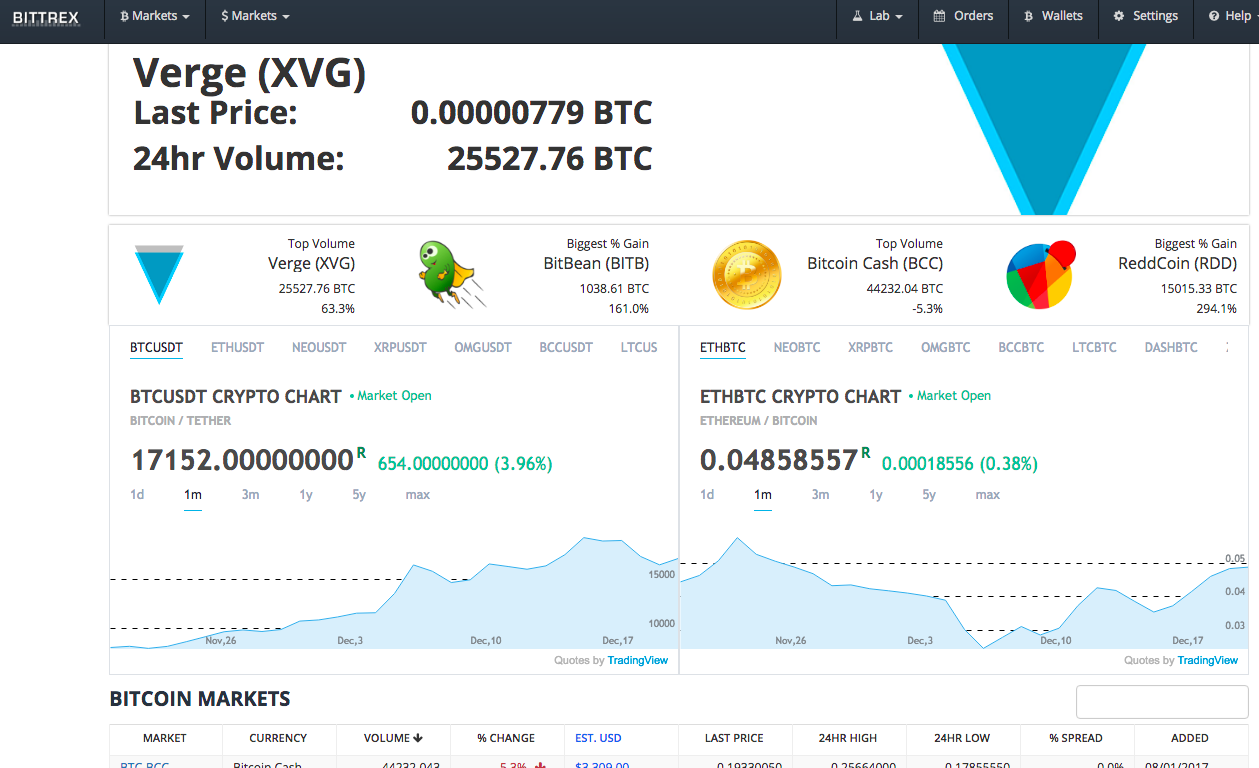 BITTREX Ƀ Markets $ Markets Lab Orders Ƀ Wallets Settings Help
Verge (XVG)
Last Price: 0.00000779 BTC
24hr Volume: 25527.76 BTC
Top Volume
Verge (XVG)
25527.76 BTC
63.3%
Biggest % Gain
BitBean (BITB)
1038.61 BTC
161.0%
Top Volume
Bitcoin Cash (BCC)
44232.04 BTC
-5.3%
Biggest % Gain
ReddCoin (RDD)
15015.33 BTC
294.1%
BTCUSDT ETHUSDT NEOUSDT XRPUSDT OMGUSDT BCCUSDT LTCUS
BTCUSDT CRYPTO CHART • Market Open
BITCOIN / TETHER
17152.00000000 R 654.00000000 (3.96%)
1d 1m 3m 1y 5y max
15000
10000
Nov,26 Dec,3 Dec,10 Dec,17
Quotes by TradingView
ETHBTC NEOBTC XRPBTC OMGBTC BCCBTC LTCBTC DASHBTC
ETHBTC CRYPTO CHART • Market Open
ETHEREUM / BITCOIN
0.04858557 R 0.00018556 (0.38%)
1d 1m 3m 1y 5y max
0.05
0.04
0.03
Nov,26 Dec,3 Dec,10 Dec,17
Quotes by TradingView
BITCOIN MARKETS
MARKET CURRENCY VOLUME % CHANGE EST. USD LAST PRICE 24HR HIGH 24HR LOW % SPREAD ADDED
BTC-BCC Bitcoin Cash 44232.043 -5.3% $3,309.00 0.19330050 0.25664000 0.17855550 0.0% 08/01/2017